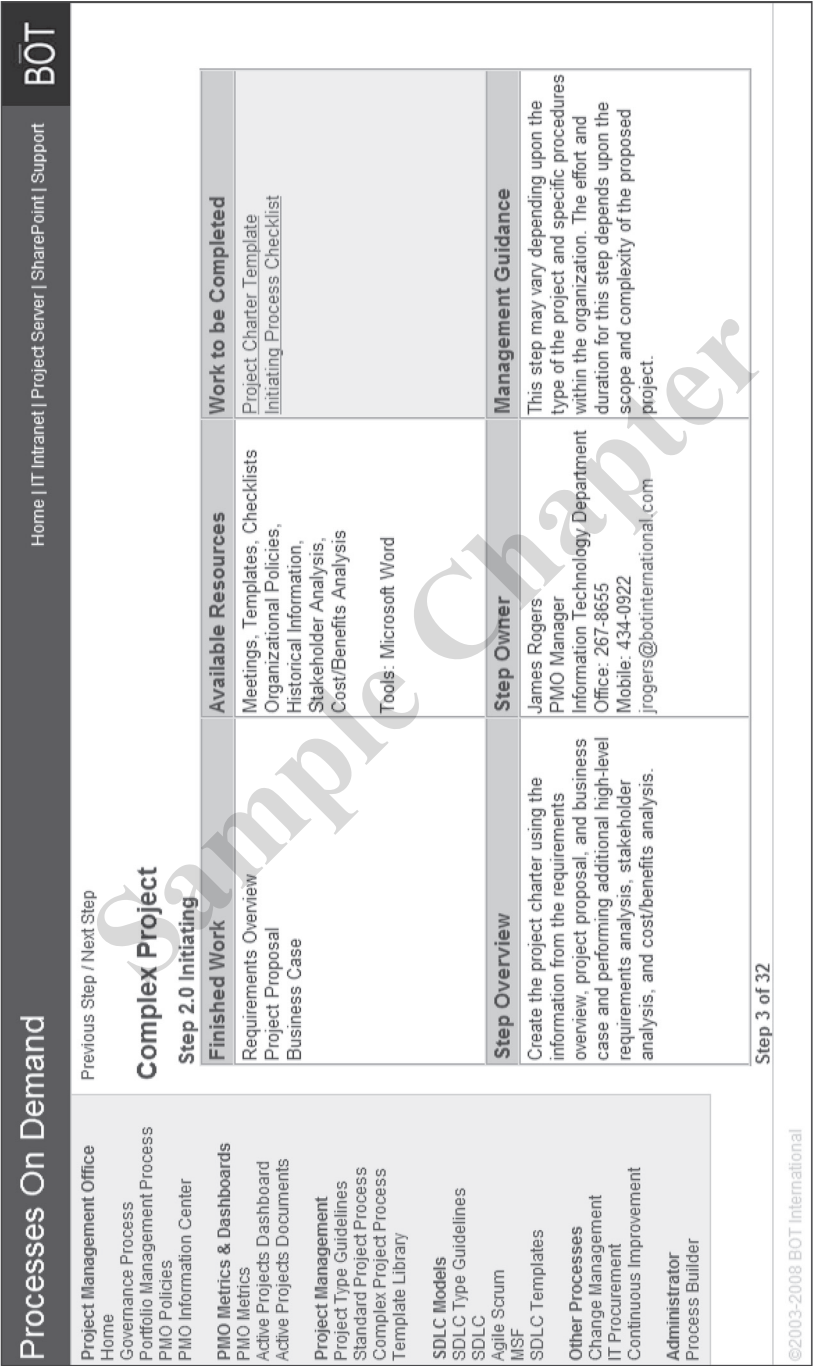 Processes On Demand
Home | IT Intranet | Project Server | SharePoint | Support
BOT
Project Management Office
Home
Governance Process
Portfolio Management Process
PMO Policies
PMO Information Center
PMO Metrics & Dashboards
PMO Metrics
Active Projects Dashboard
Active Projects Documents
Project Management
Project Type Guidelines
Standard Project Process
Complex Project Process
Template Library
SDLC Models
SDLC Type Guidelines
SDLC
Agile Scrum
MSF
SDLC Templates
Other Processes
Change Management
IT Procurement
Continuous Improvement
Administrator
Process Builder
Previous Step / Next Step
Complex Project
Step 2.0 Initiating
Finished Work
Requirements Overview
Project Proposal
Business Case
Available Resources
Meetings, Templates, Checklists
Organizational Policies,
Historical Information,
Stakeholder Analysis,
Cost/Benefits Analysis
Tools: Microsoft Word
Work to be Completed
Project Charter Template
Initiating Process Checklist
Step Overview
Create the project charter using the
information from the requirements
overview, project proposal, and business
case and performing additional high-level
requirements analysis, stakeholder
analysis, and cost/benefits analysis.
Step Owner
James Rogers
PMO Manager
Information Technology Department
Office: 267-8655
Mobile: 434-0922
jrogers@botinternational.com
Management Guidance
This step may vary depending upon the
type of the project and specific procedures
within the organization. The effort and
duration for this step depends upon the
scope and complexity of the proposed
project.
Step 3 of 32
©2003-2008 BOT International
Sample Chapter